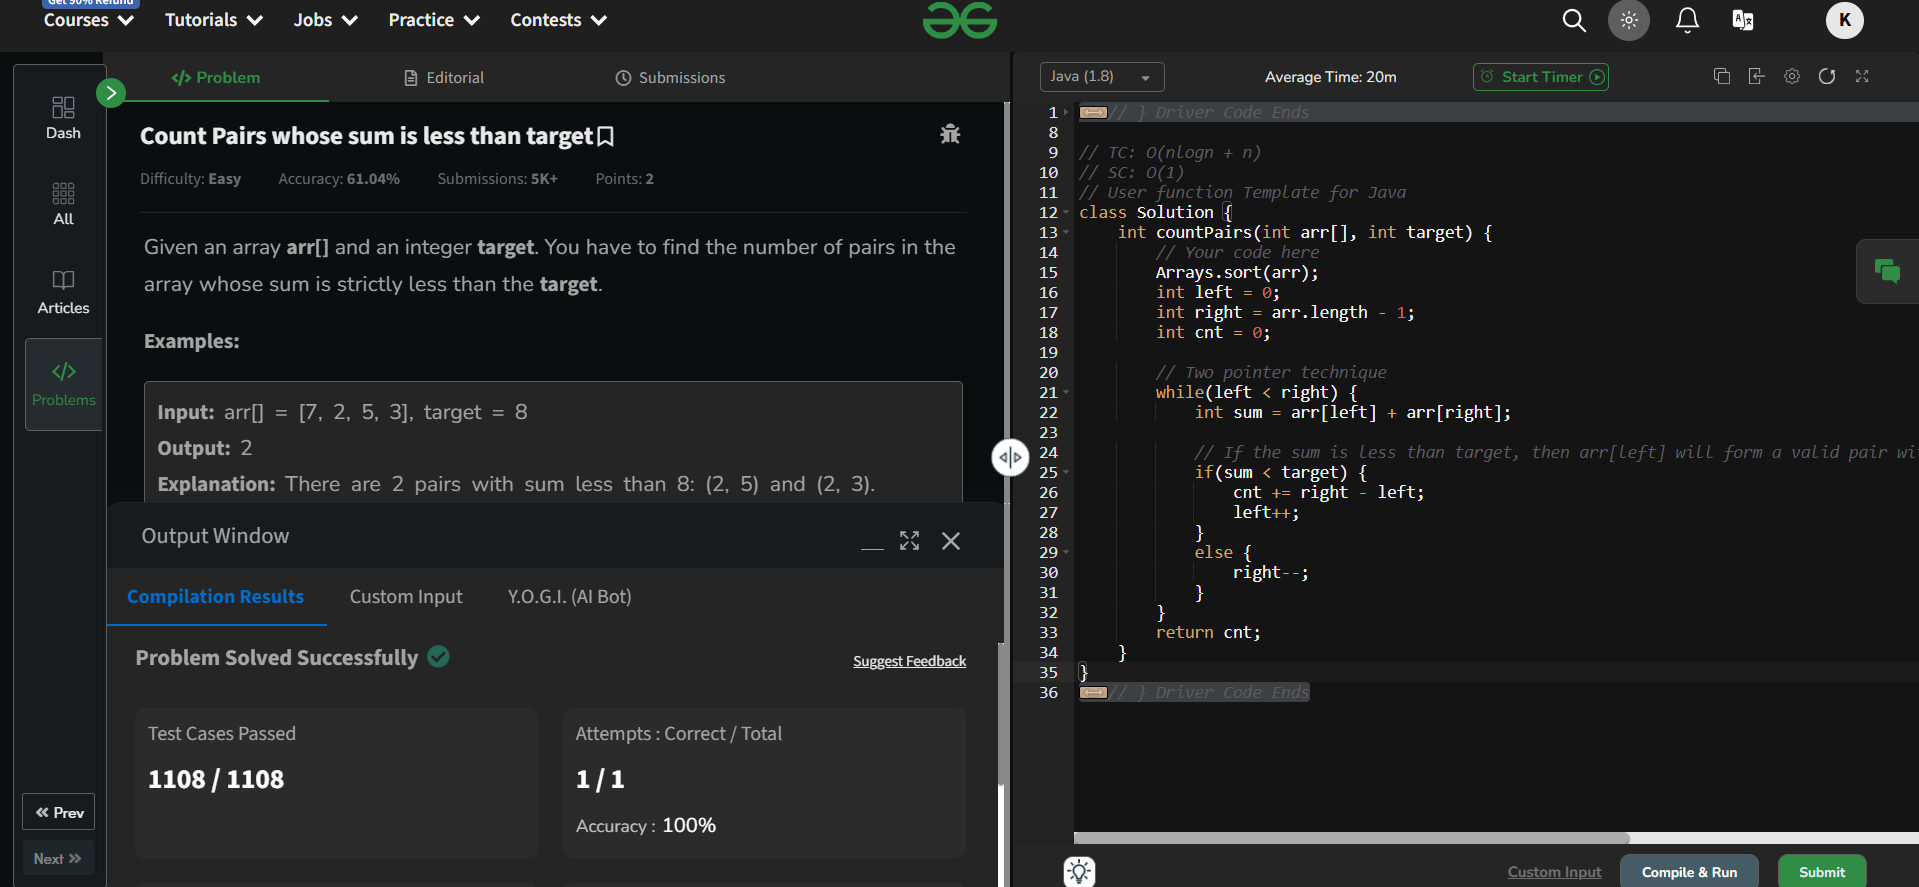 Get 90% Refund
Courses
Tutorials
Jobs
Practice
Contests
K
Dash
All
Articles
</>
Problems
Prev
Next
</> Problem
Editorial
Submissions
Count Pairs whose sum is less than target
Difficulty: Easy Accuracy: 61.04% Submissions: 5K+ Points: 2
Given an array arr[] and an integer target. You have to find the number of pairs in the
array whose sum is strictly less than the target.
Examples:
Input: arr[] = [7, 2, 5, 3], target = 8
Output: 2
Explanation: There are 2 pairs with sum less than 8: (2, 5) and (2, 3).
Output Window
Compilation Results
Custom Input
Y.O.G.I. (AI Bot)
Problem Solved Successfully
Suggest Feedback
Test Cases Passed
1108 / 1108
Attempts : Correct / Total
1 / 1
Accuracy : 100%
Java (1.8)
Average Time: 20m
Start Timer
1 // } Driver Code Ends
8
9 // TC: O(nlogn + n)
10 // SC: O(1)
11 // User function Template for Java
12 class Solution {
13 int countPairs(int arr[], int target) {
14 // Your code here
15 Arrays.sort(arr);
16 int left = 0;
17 int right = arr.length - 1;
18 int cnt = 0;
19
20 // Two pointer technique
21 while(left < right) {
22 int sum = arr[left] + arr[right];
23
24 // If the sum is less than target, then arr[left] will form a valid pair wi
25 if(sum < target) {
26 cnt += right - left;
27 left++;
28 }
29 else {
30 right--;
31 }
32 }
33 return cnt;
34 }
35 }
36 // } Driver Code Ends
Custom Input
Compile & Run
Submit